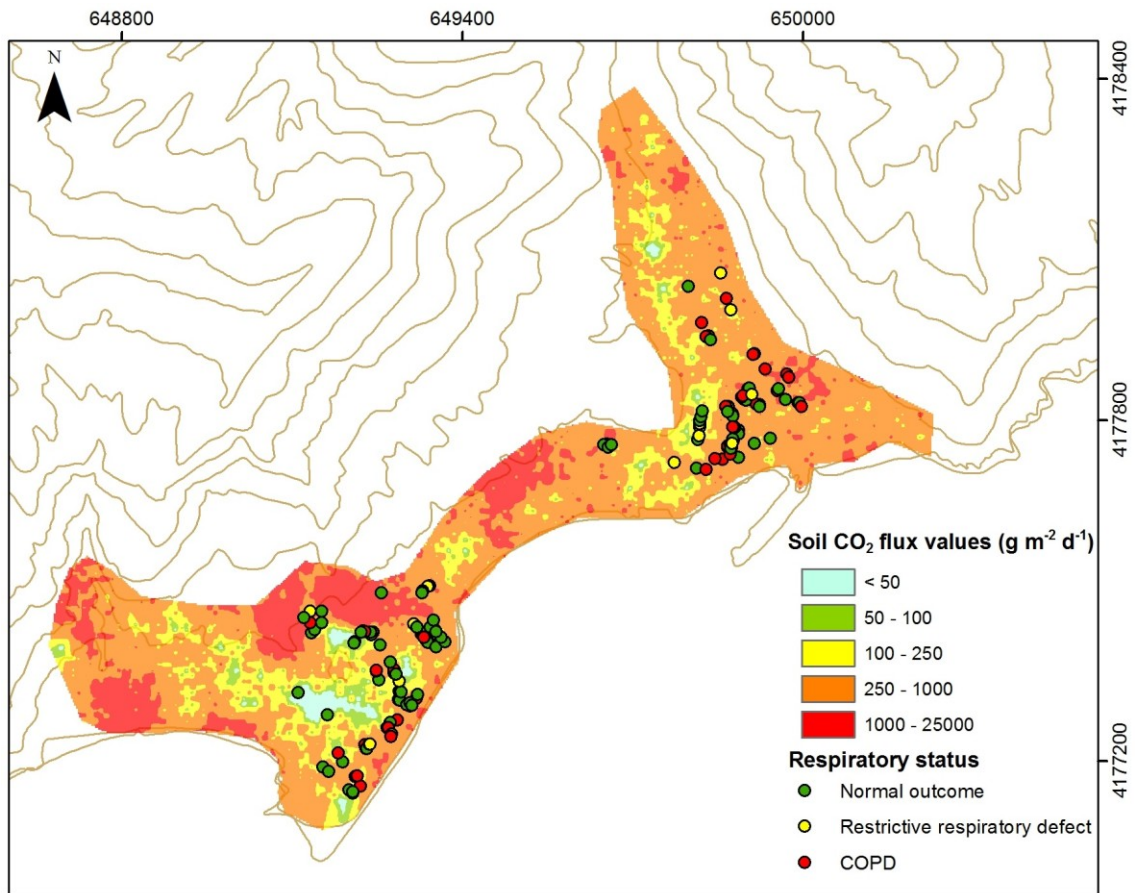 648800 649400 650000
N
4178400
4177800
4177200
Soil CO₂ flux values (g m⁻² d⁻¹)
< 50
50 - 100
100 - 250
250 - 1000
1000 - 25000
Respiratory status
Normal outcome
Restrictive respiratory defect
COPD